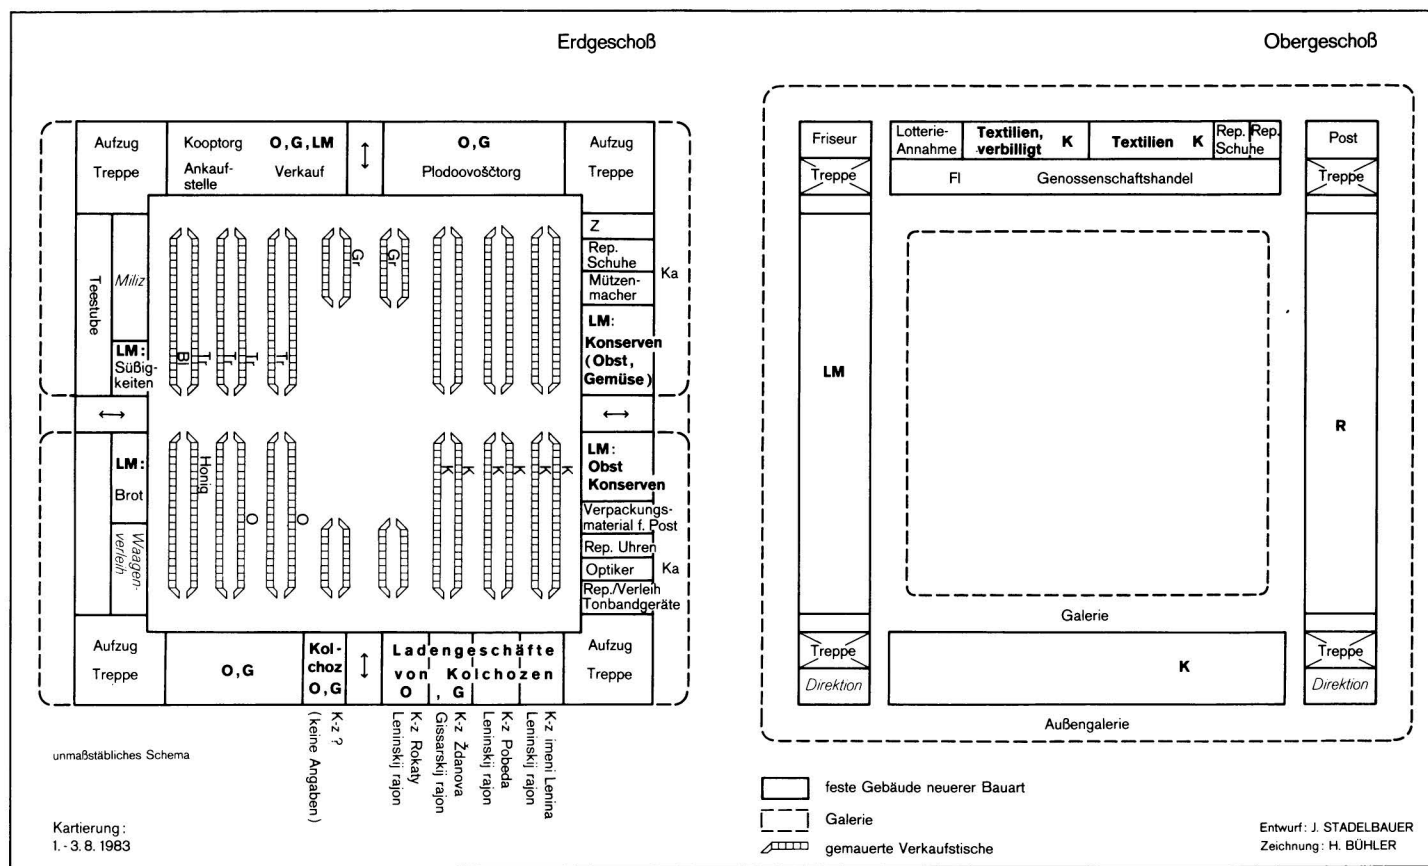 Erdgeschoß
Obergeschoß
Aufzug
Treppe
Kooptorg O,G,LM
Ankauf-
stelle
Verkauf
↕
O,G
Plodoovoščtorg
Aufzug
Treppe
Teestube
Miliz
LM:
Süßig-
keiten
↔
LM:
Brot
Waagen-
verleih
Bl
Tr
Tr
Tr
Tr
Gr
Gr
Honig
O
O
K
K
K
K
K
K
Z
Rep.
Schuhe
Mützen-
macher
LM:
Konserven
(Obst,
Gemüse)
Ka
↔
LM:
Obst
Konserven
Verpackungs-
material f. Post
Rep. Uhren
Optiker
Rep./Verleih
Tonbandgeräte
Ka
Aufzug
Treppe
O,G
Kol-
choz
O,G
↕
Ladengeschäfte
von Kolchozen
O , G
Aufzug
Treppe
K-z ?
(keine Angaben)
K-z Rokaty
Leninskij rajon
K-z Ždanova
Gissarskij rajon
K-z Pobeda
Leninskij rajon
K-z imeni Lenina
Leninskij rajon
unmaßstäbliches Schema
Kartierung:
1.-3.8.1983
Friseur
Treppe
Lotterie-
Annahme
Textilien,
verbilligt K
Textilien K
Rep.
Schuhe
Rep.
Fl Genossenschaftshandel
Post
Treppe
LM
R
Galerie
Treppe
Direktion
K
Treppe
Direktion
Außengalerie
feste Gebäude neuerer Bauart
Galerie
gemauerte Verkaufstische
Entwurf: J. STADELBAUER
Zeichnung: H. BÜHLER